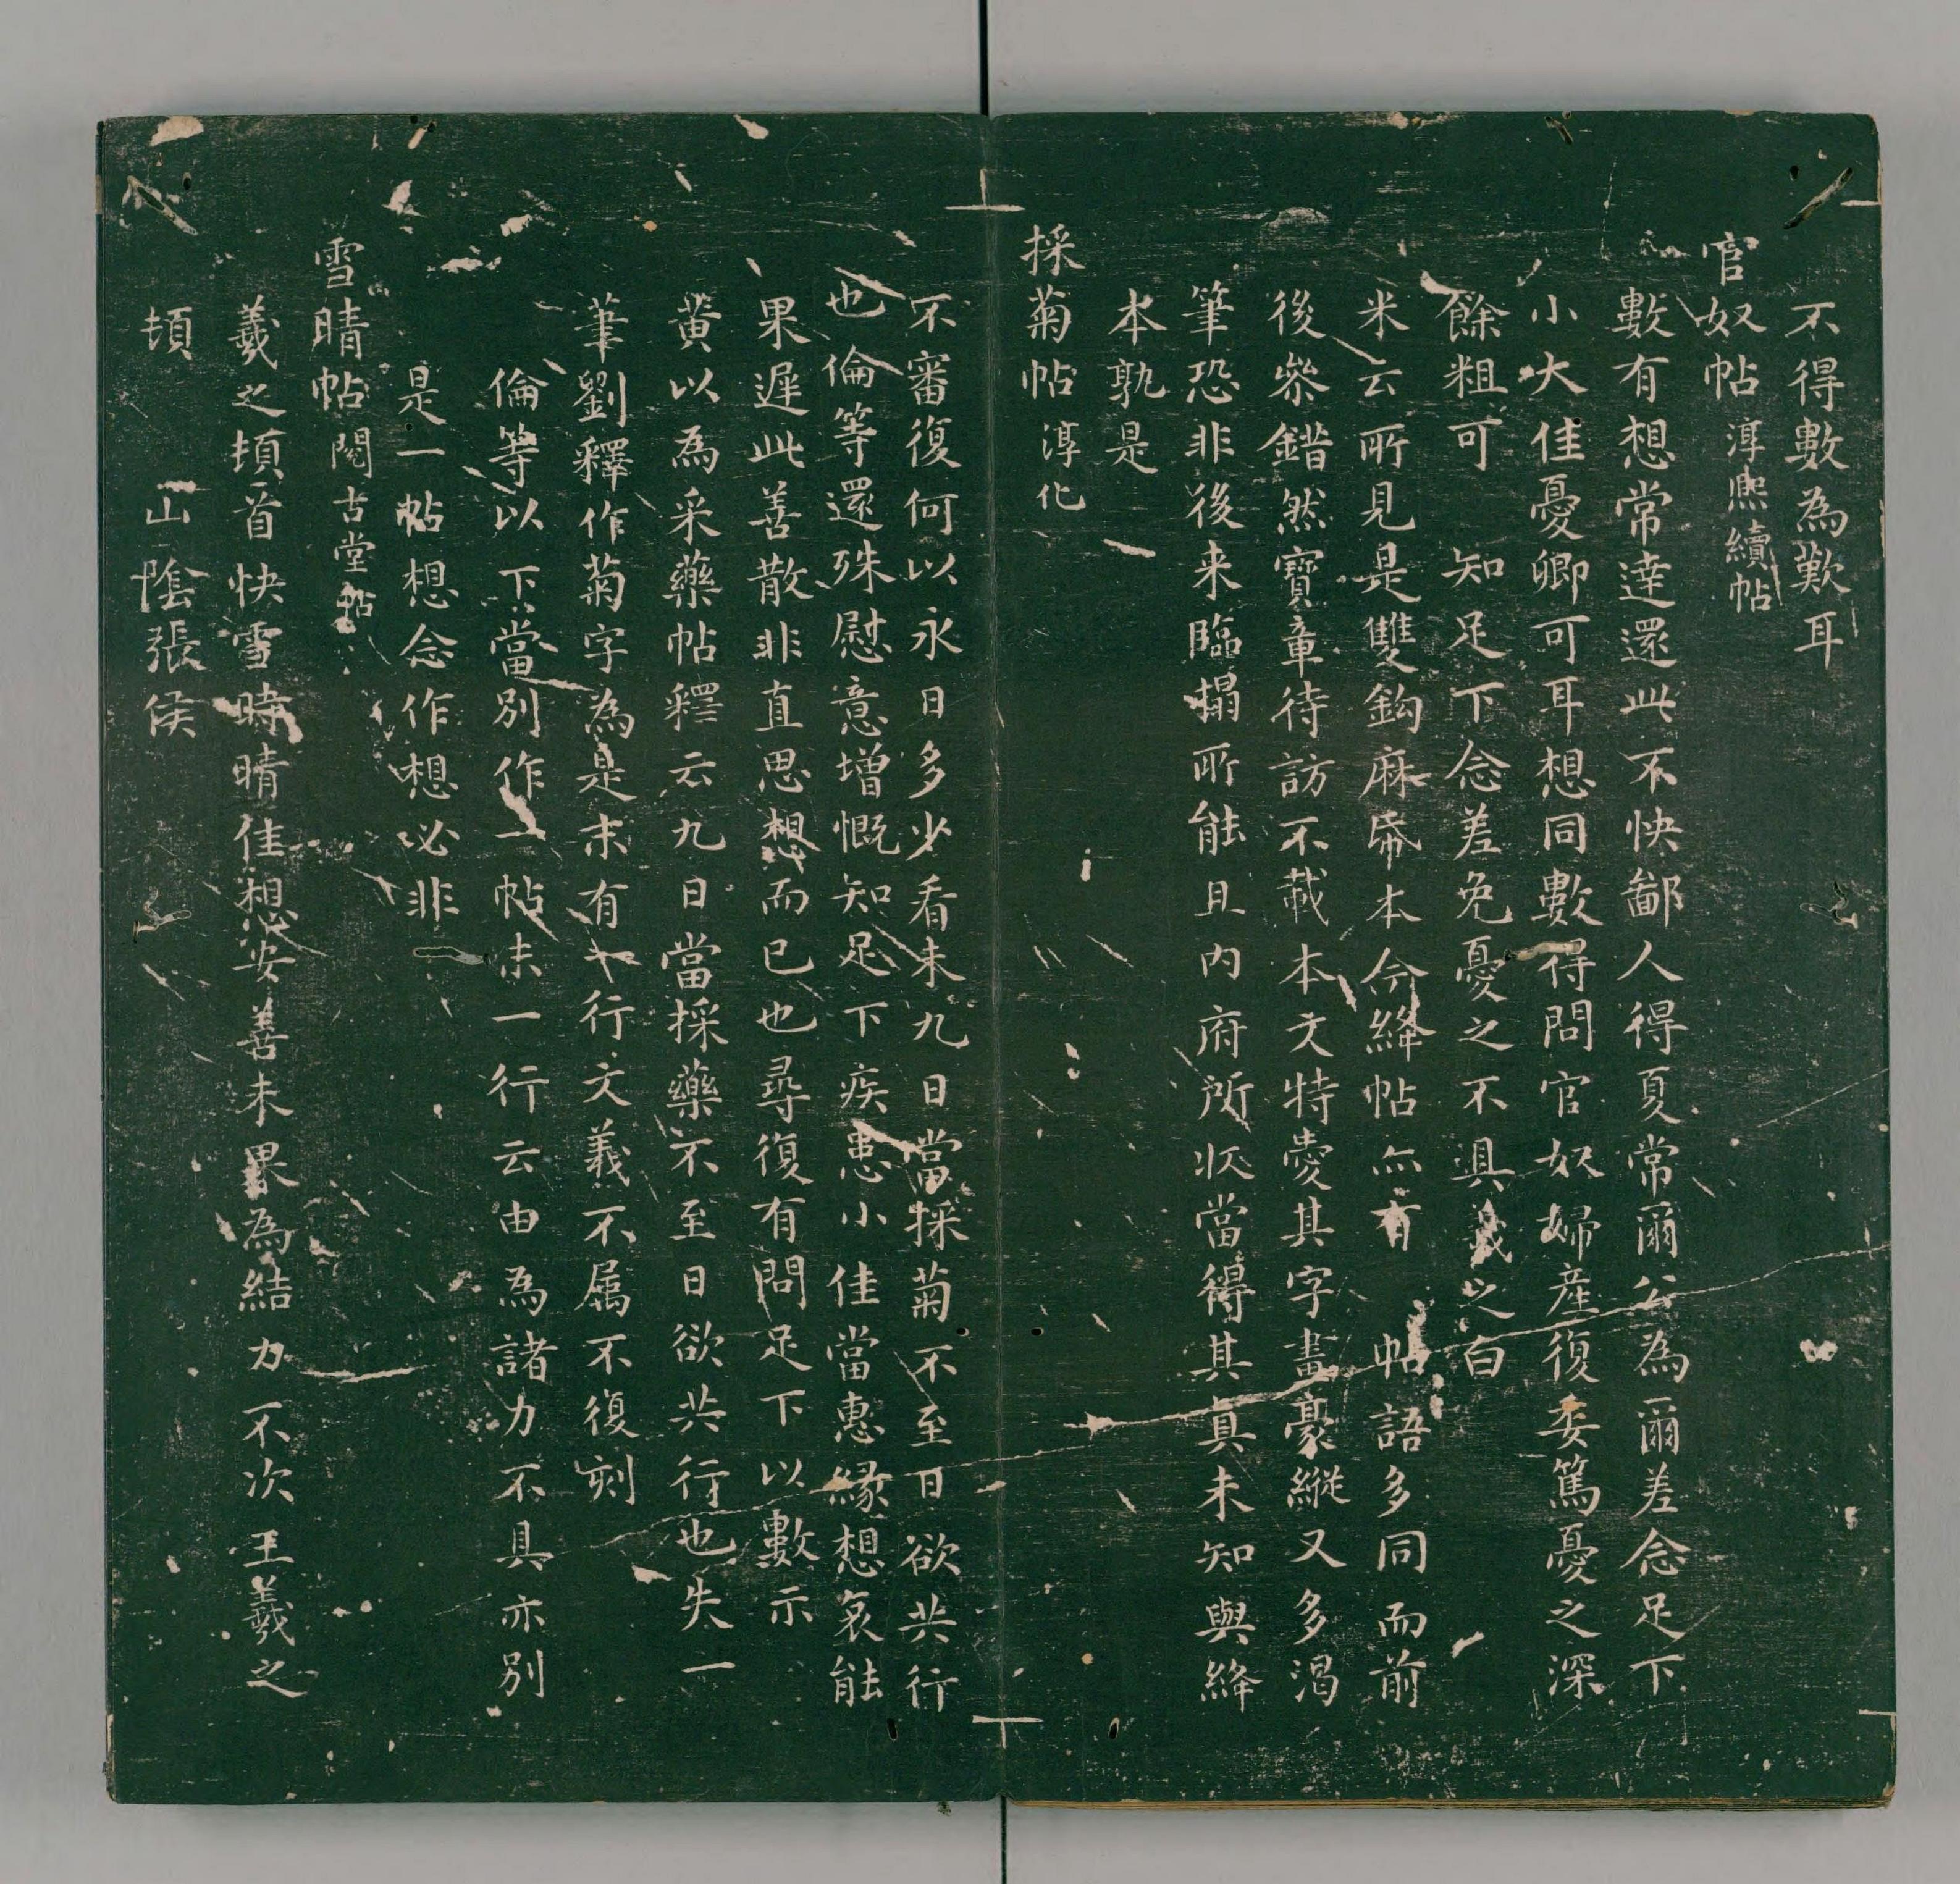 不得數為歎耳
官奴帖淳熈續帖
數有想常達還此不快鄙人得夏常爾公為爾差念足下
小大佳憂卿可耳想同數得問官奴婦産復委篤憂之深
餘粗可 知足下念差免憂之不具羲之白
米云所見是雙鈎麻帋本今絳帖亦有 帖語多同而前
後叅錯然寳章待訪不載本文特愛其字畫豪縱又多渴
筆恐非後来臨搨所能且内府所收當得其真未知與絳
本孰是
採菊帖淳化
不審復何以永日多少看未九日當採菊不至日欲共行
也倫等還殊慰意增慨知足下疾患小佳當惠緣想哀能
果遲此善散非直思想而已也尋復有問足下以數示
黄以為采藥帖釋云九日當採藥不至日欲共行也失一
筆劉釋作菊字為是末有 行文義不属不復刻
倫等以下當別作一帖末一行云由為諸力不具亦別
是一帖想念作想必非
雪晴帖閱古堂帖
羲之頓首快雪時晴佳想安善未果為結力不次王羲之
頓 山隂張侯